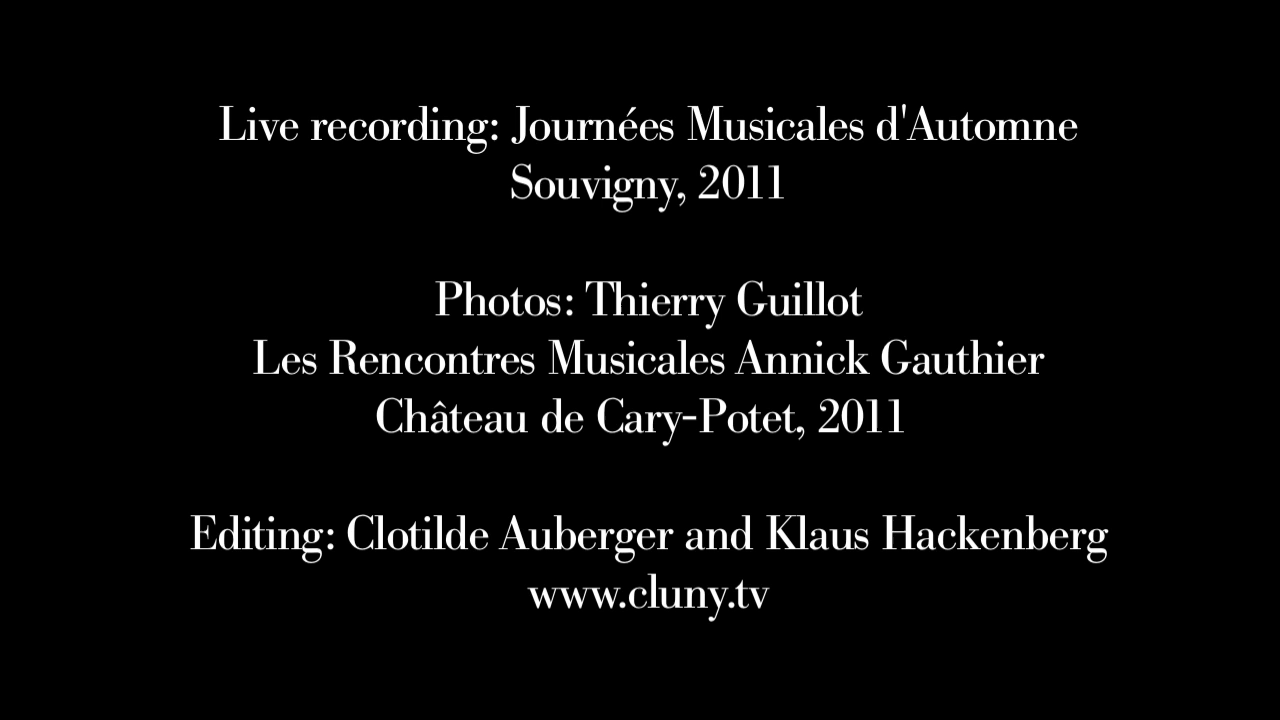 Live recording: Journées Musicales d'Automne
Souvigny, 2011
Photos: Thierry Guillot
Les Rencontres Musicales Annick Gauthier
Château de Cary-Potet, 2011
Editing: Clotilde Auberger and Klaus Hackenberg
www.cluny.tv